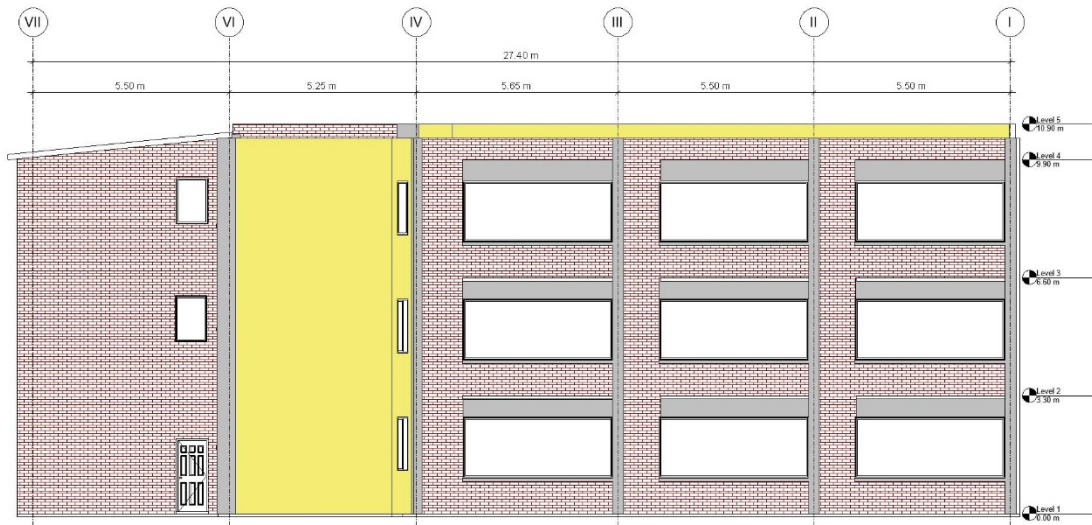 VII VI IV III II I
27.40 m
5.50 m 5.25 m 5.65 m 5.50 m 5.50 m
Level 5
10.90 m
Level 4
9.90 m
Level 3
6.60 m
Level 2
3.30 m
Level 1
0.00 m